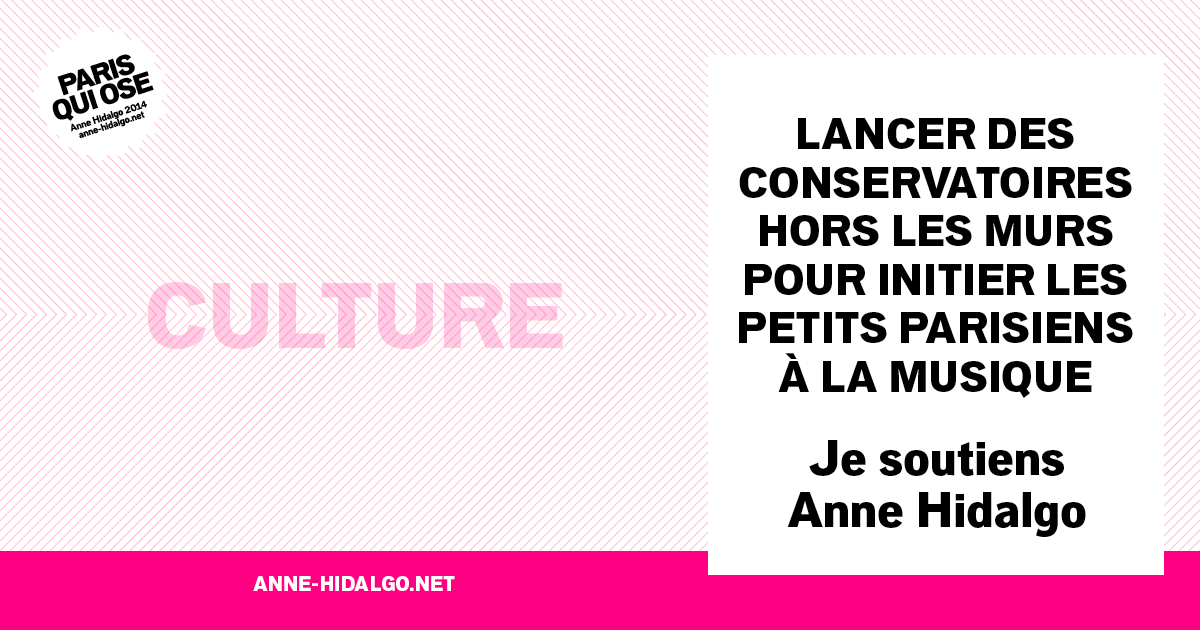 PARIS
QUI OSE
Anne Hidalgo 2014
anne-hidalgo.net
CULTURE
LANCER DES
CONSERVATOIRES
HORS LES MURS
POUR INITIER LES
PETITS PARISIENS
À LA MUSIQUE
Je soutiens
Anne Hidalgo
ANNE-HIDALGO.NET